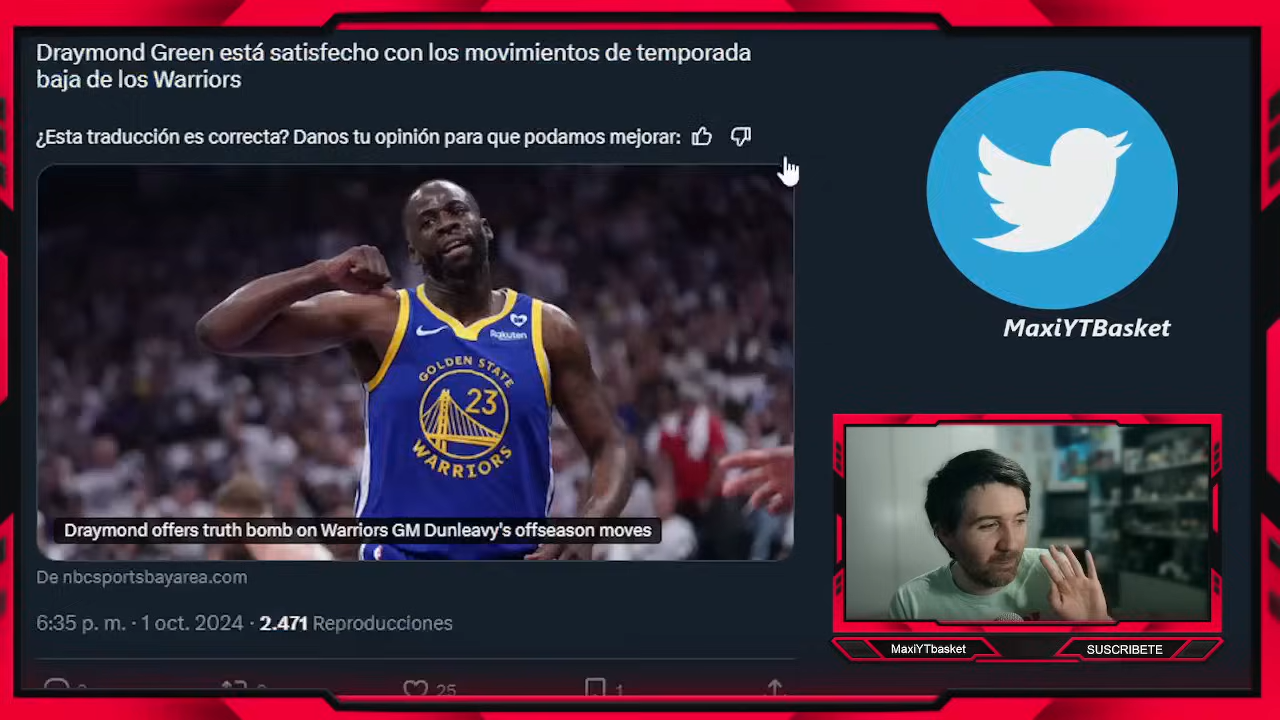 Draymond Green está satisfecho con los movimientos de temporada
baja de los Warriors
¿Esta traducción es correcta? Danos tu opinión para que podamos mejorar:
Rakuten
GOLDEN STATE
23
WARRIORS
Draymond offers truth bomb on Warriors GM Dunleavy's offseason moves
De nbcsportsbayarea.com
6:35 p. m. · 1 oct. 2024 · 2.471 Reproducciones
25
1
MaxiYTBasket
MaxiYTbasket
SUSCRIBETE